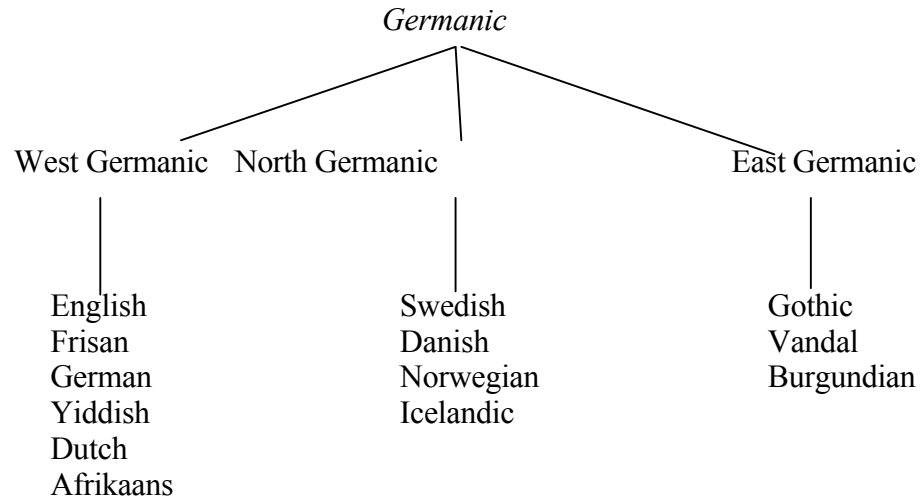 Germanic
West Germanic North Germanic East Germanic
English Swedish Gothic
Frisan Danish Vandal
German Norwegian Burgundian
Yiddish Icelandic
Dutch
Afrikaans